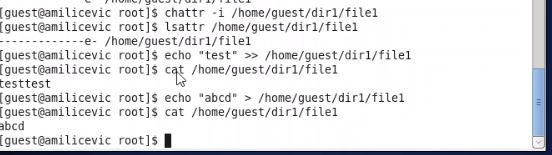 [guest@amilicevic root]$ chattr -i /home/guest/dir1/file1
[guest@amilicevic root]$ lsattr /home/guest/dir1/file1
-------------e- /home/guest/dir1/file1
[guest@amilicevic root]$ echo "test" >> /home/guest/dir1/file1
[guest@amilicevic root]$ cat /home/guest/dir1/file1
testtest
[guest@amilicevic root]$ echo "abcd" > /home/guest/dir1/file1
[guest@amilicevic root]$ cat /home/guest/dir1/file1
abcd
[guest@amilicevic root]$